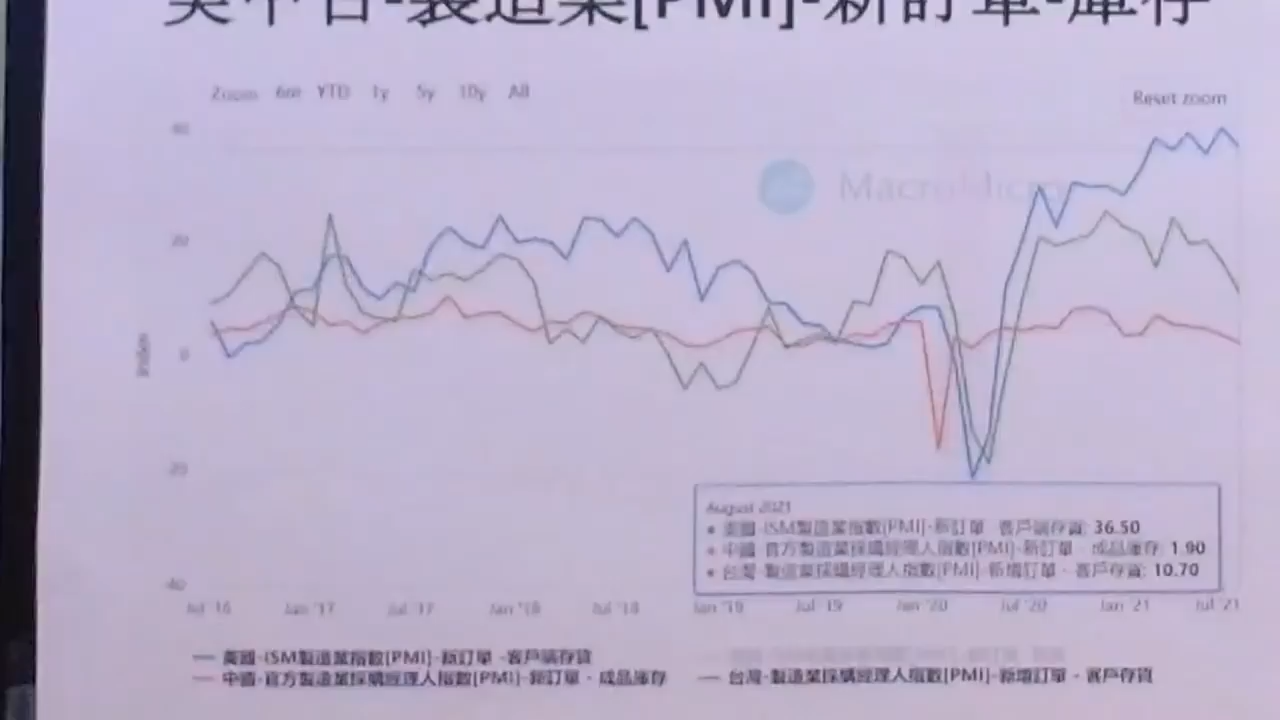 美中台-製造業[PMI]-新訂單-庫存
Zoom 6m YTD 1y 5y 10y All
Reset zoom
MacroMicro
40
20
0
-20
-40
Index
August 2021
美國-ISM製造業指數(PMI)-新訂單 -客戶端存貨: 36.50
中國-官方製造業採購經理人指數(PMI)-新訂單 - 成品庫存: 1.90
台灣-製造業採購經理人指數(PMI)-新增訂單 - 客戶存貨: 10.70
Jul '16 Jan '17 Jul '17 Jan '18 Jul '18 Jan '19 Jul '19 Jan '20 Jul '20 Jan '21 Jul '21
美國-ISM製造業指數(PMI)-新訂單 -客戶端存貨
中國-官方製造業採購經理人指數(PMI)-新訂單 - 成品庫存
台灣-製造業採購經理人指數(PMI)-新增訂單 - 客戶存貨